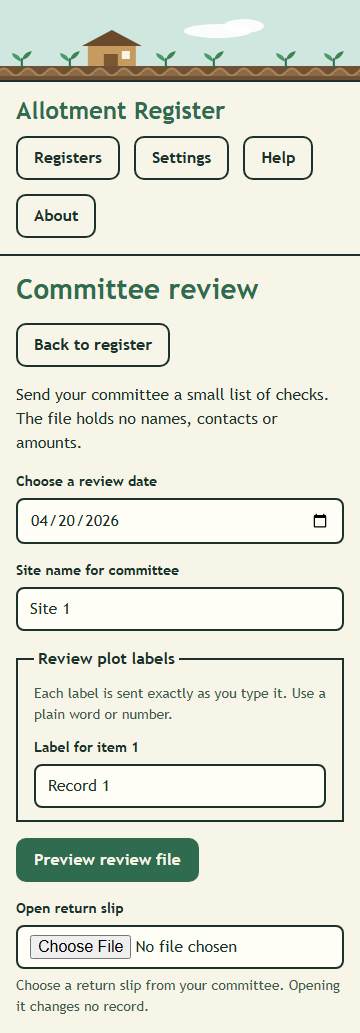 Allotment Register
Registers
Settings
Help
About
Committee review
Back to register
Send your committee a small list of checks.
The file holds no names, contacts or
amounts.
Choose a review date
04/20/2026
Site name for committee
Site 1
Review plot labels
Each label is sent exactly as you type it. Use a
plain word or number.
Label for item 1
Record 1
Preview review file
Open return slip
Choose File No file chosen
Choose a return slip from your committee. Opening
it changes no record.